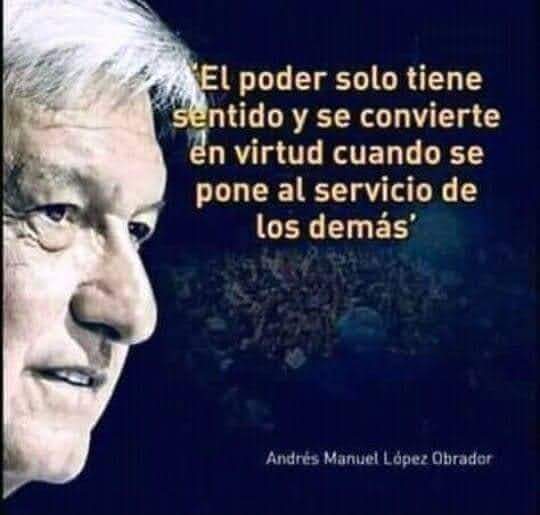 'El poder solo tiene
sentido y se convierte
en virtud cuando se
pone al servicio de
los demás'
Andrés Manuel López Obrador